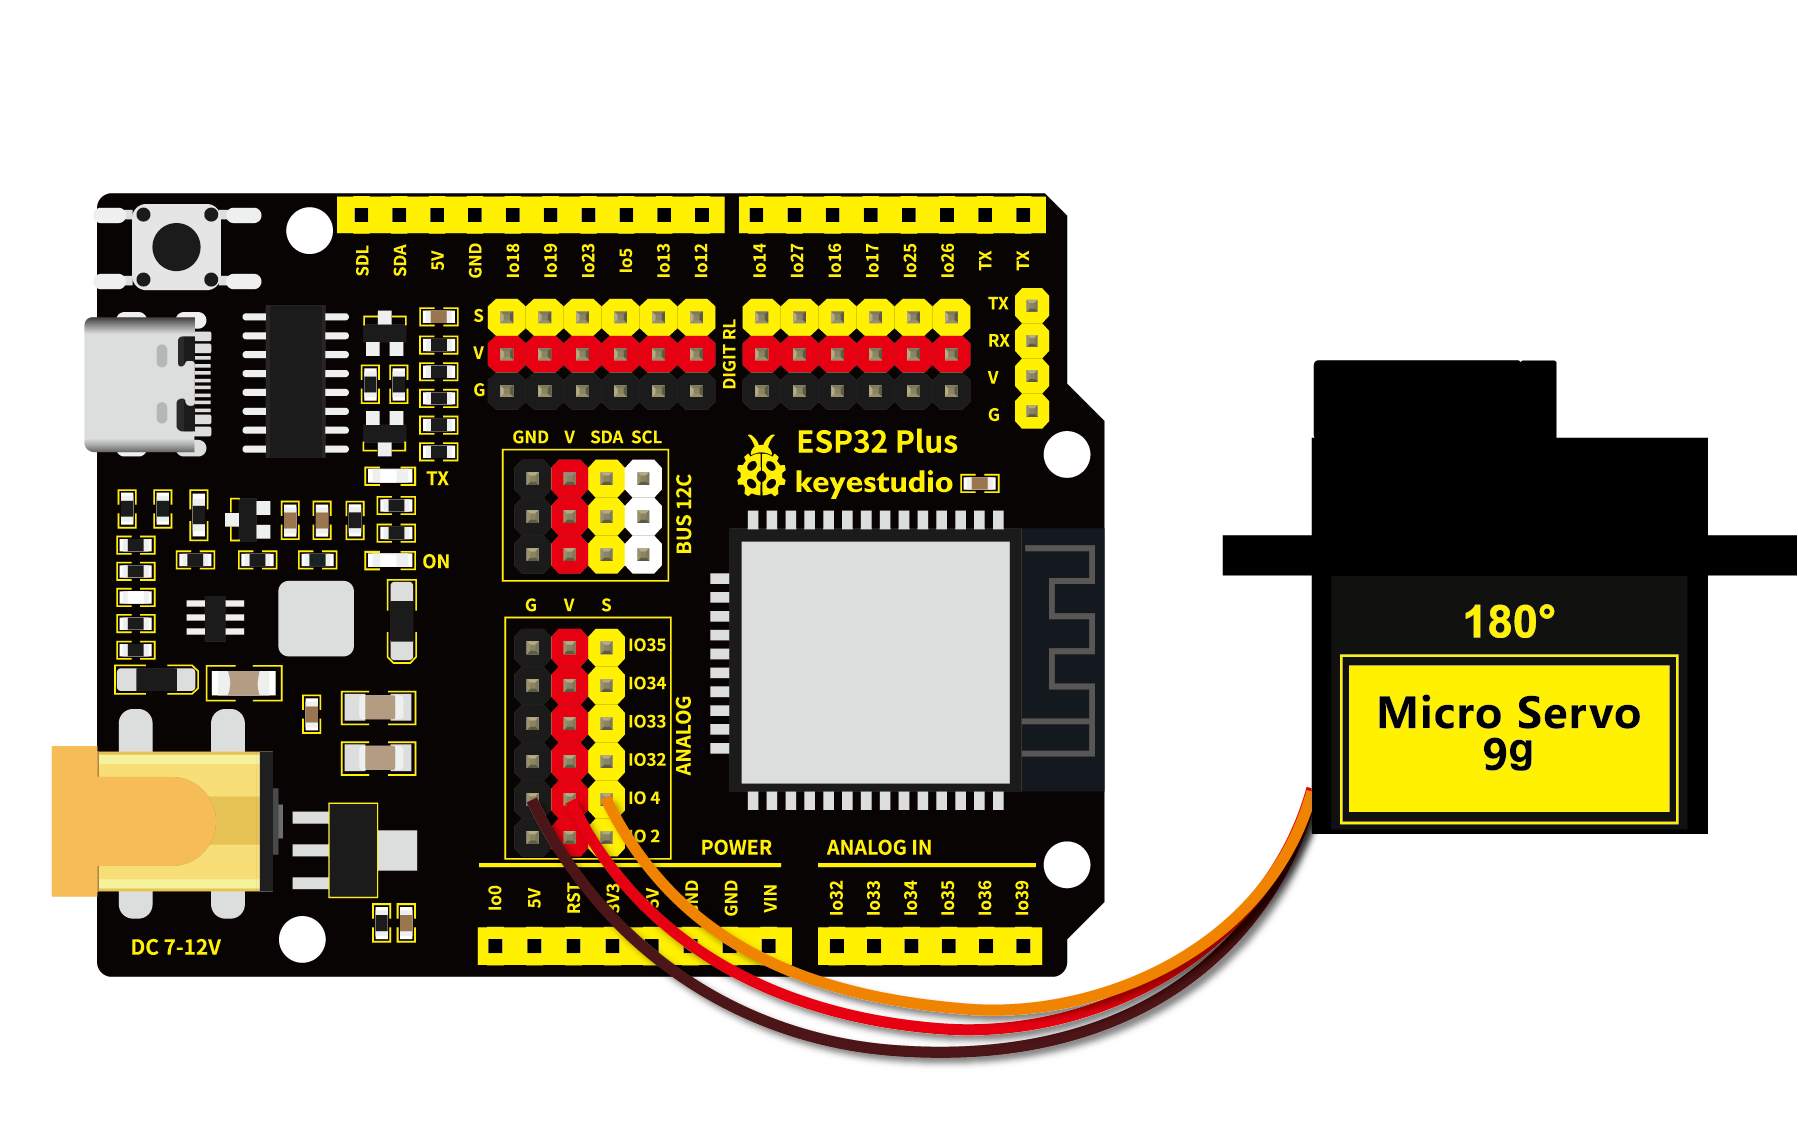 SDL SDA 5V GND Io18 Io19 Io23 Io5 Io13 Io12 Io14 Io27 Io16 Io17 Io25 Io26 TX TX
S
V
G
DIGIT RL
TX
RX
V
G
GND V SDA SCL
BUS 12C
ESP32 Plus
keyestudio
TX
ON
G V S
IO35
IO34
IO33
IO32
IO 4
IO 2
ANALOG
POWER
ANALOG IN
Io0 5V RST 3V3 5V GND GND VIN
Io32 Io33 Io34 Io35 Io36 Io39
DC 7-12V
180°
Micro Servo
9g